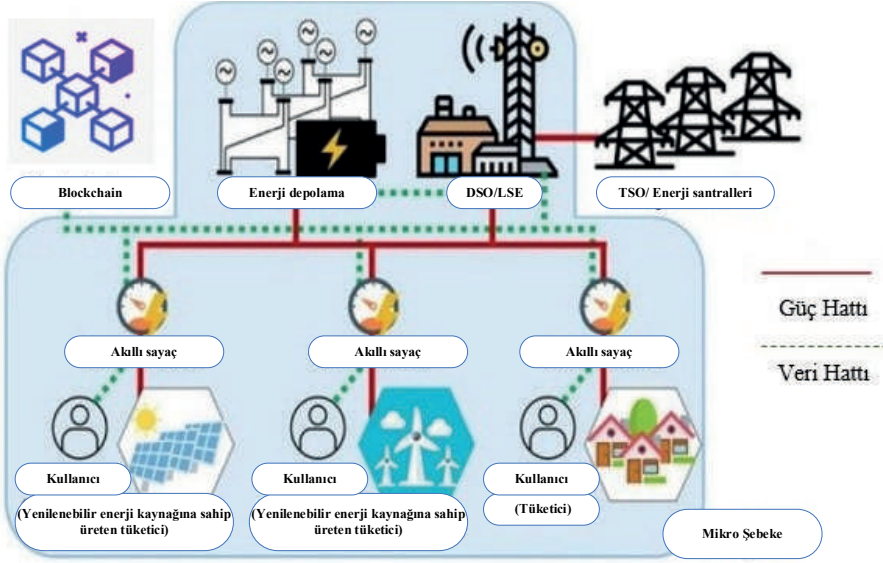 Blockchain
Enerji depolama
DSO/LSE
TSO/ Enerji santralleri
Güç Hattı
Veri Hattı
Akıllı sayaç
Akıllı sayaç
Akıllı sayaç
Kullanıcı
(Yenilenebilir enerji kaynağına sahip
üreten tüketici)
Kullanıcı
(Yenilenebilir enerji kaynağına sahip
üreten tüketici)
Kullanıcı
(Tüketici)
Mikro Şebeke